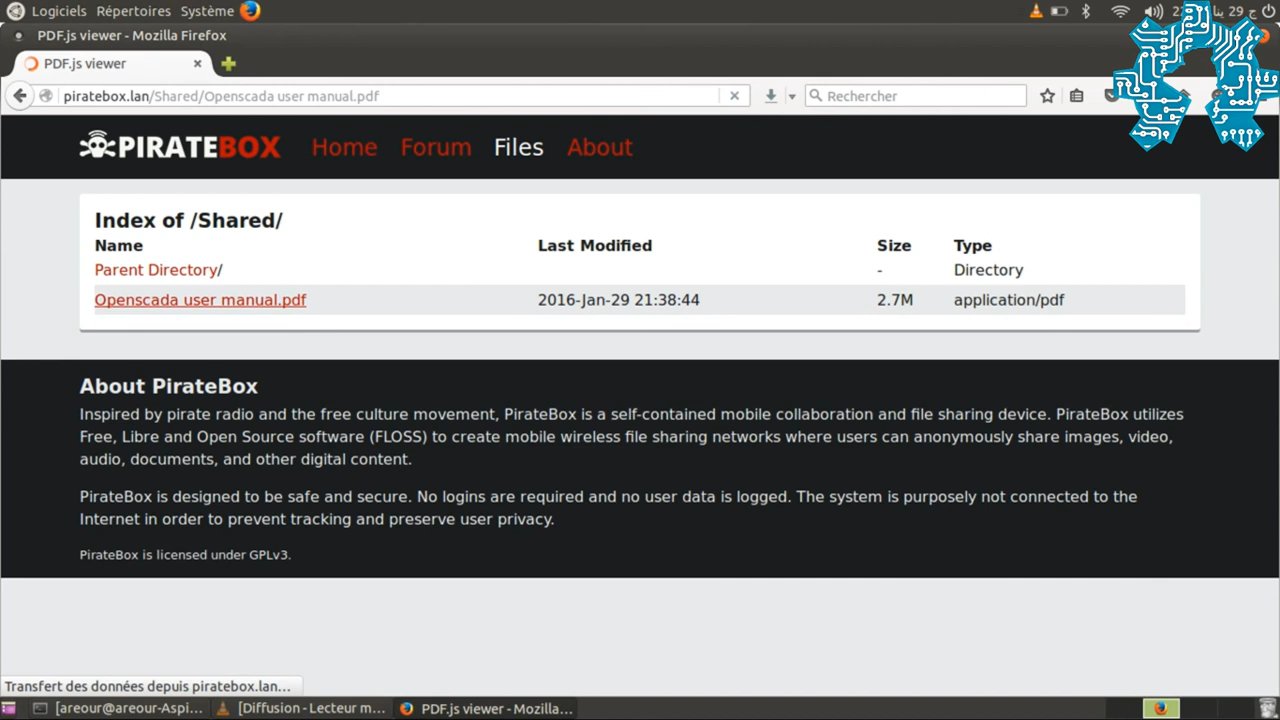 Logiciels Répertoires Système
PDF.js viewer - Mozilla Firefox
PDF.js viewer
piratebox.lan/Shared/Openscada user manual.pdf
Rechercher
PIRATEBOX
Home Forum Files About
Index of /Shared/
Name Last Modified Size Type
Parent Directory/ - Directory
Openscada user manual.pdf 2016-Jan-29 21:38:44 2.7M application/pdf
About PirateBox
Inspired by pirate radio and the free culture movement, PirateBox is a self-contained mobile collaboration and file sharing device. PirateBox utilizes
Free, Libre and Open Source software (FLOSS) to create mobile wireless file sharing networks where users can anonymously share images, video,
audio, documents, and other digital content.
PirateBox is designed to be safe and secure. No logins are required and no user data is logged. The system is purposely not connected to the
Internet in order to prevent tracking and preserve user privacy.
PirateBox is licensed under GPLv3.
Transfert des données depuis piratebox.lan…
[areour@areour-Aspi... [Diffusion - Lecteur m... PDF.js viewer - Mozilla...